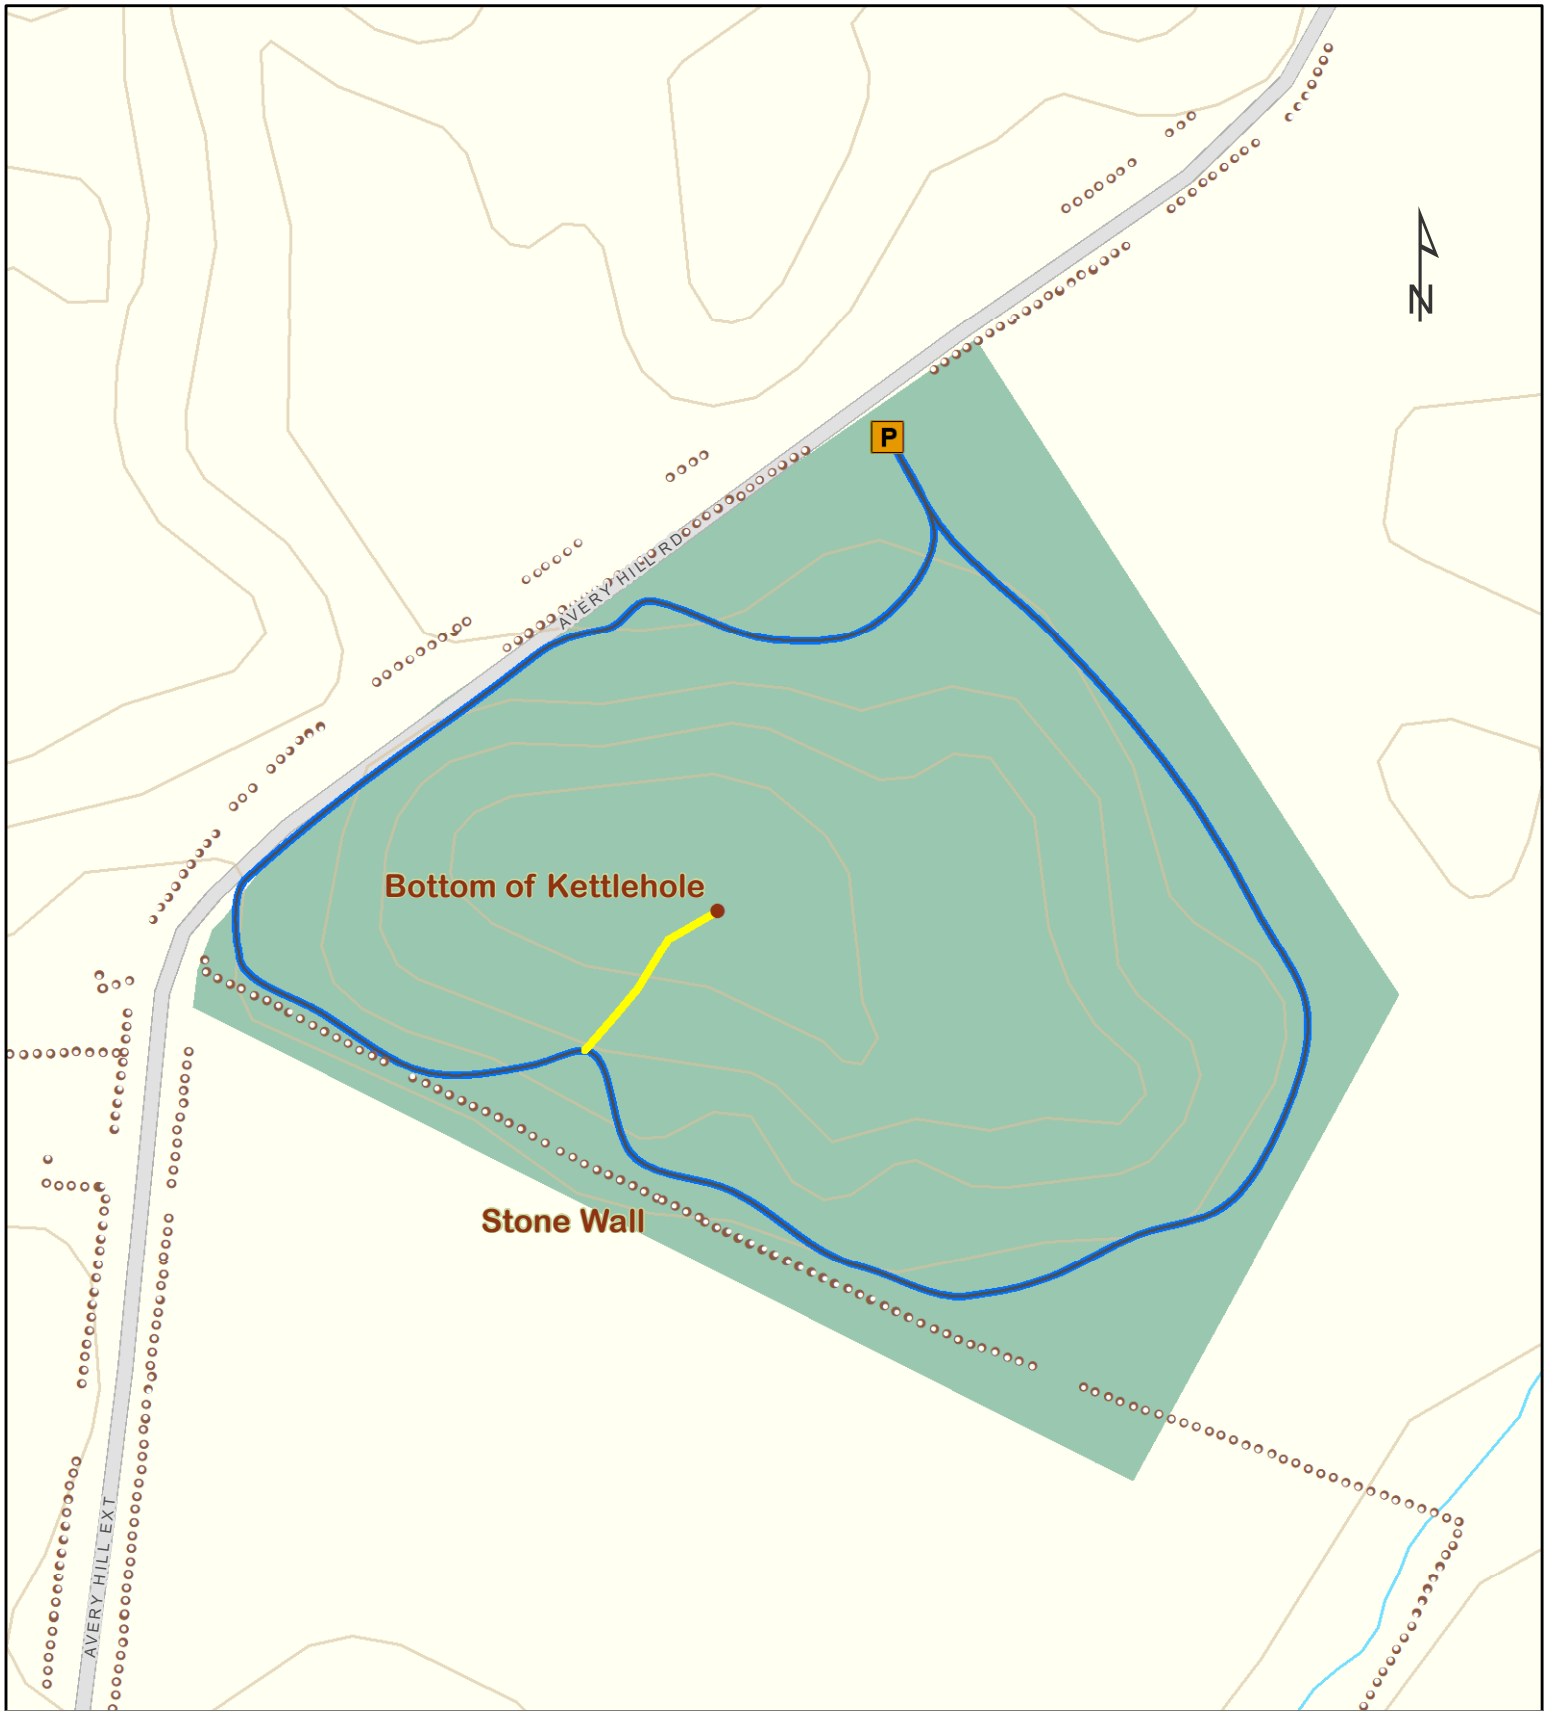 N
P
AVERY HILL RD
Bottom of Kettlehole
Stone Wall
AVERY HILL EXT